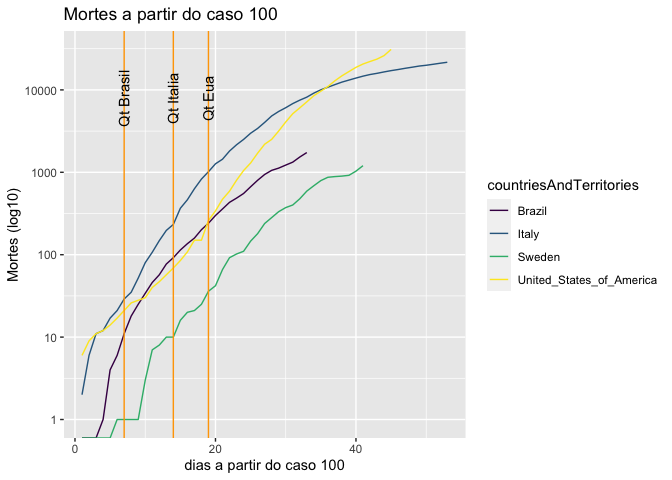 Mortes a partir do caso 100
Mortes (log10)
10000
1000
100
10
1
Qt Brasil
Qt Italia
Qt Eua
0
20
40
dias a partir do caso 100
countriesAndTerritories
Brazil
Italy
Sweden
United_States_of_America